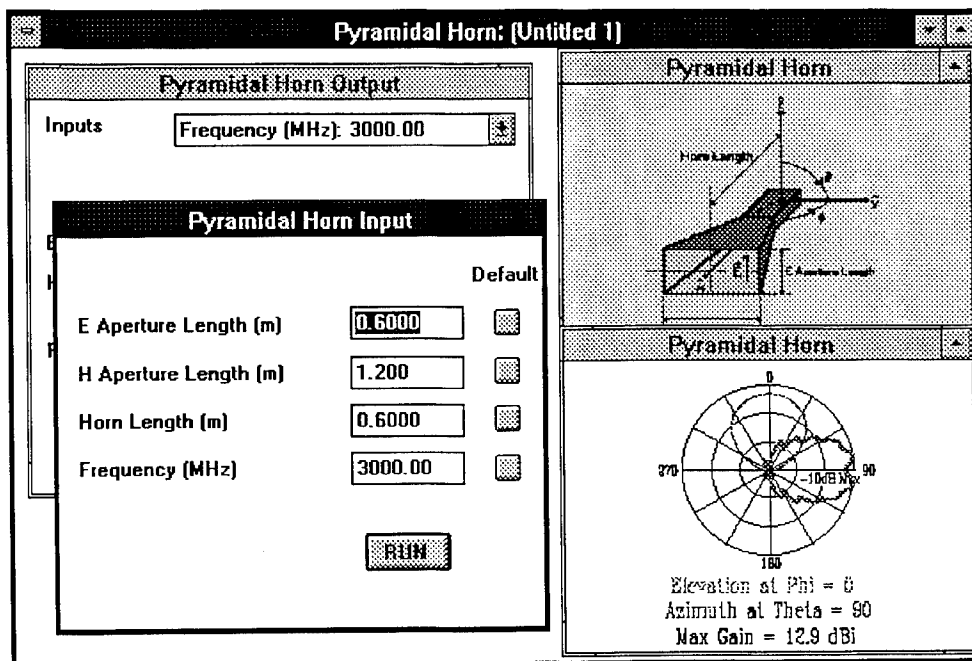 Pyramidal Horn: (Untitled 1)
Pyramidal Horn Output
Inputs
Frequency (MHz): 3000.00
Pyramidal Horn Input
Default
E Aperture Length (m)
0.6000
H Aperture Length (m)
1.200
Horn Length (m)
0.6000
Frequency (MHz)
3000.00
RUN
Pyramidal Horn
Horn Length
E Aperture Length
Pyramidal Horn
0
90
-10dB Max
180
Elevation at Phi = 0
Azimuth at Theta = 90
Max Gain = 12.9 dBi